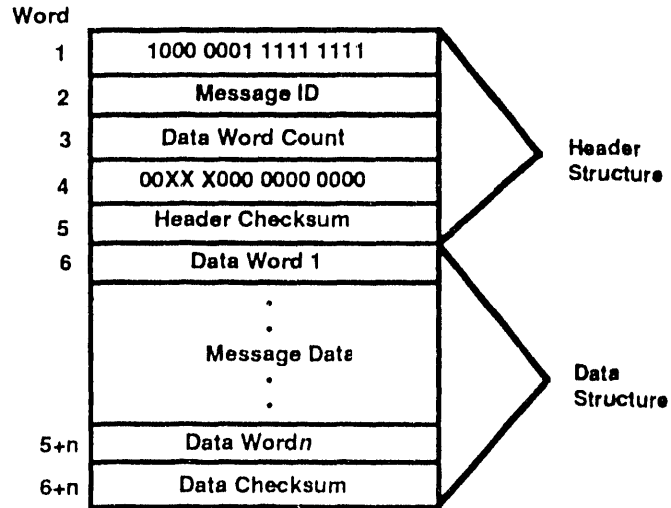 Word
1 1000 0001 1111 1111
2 Message ID
3 Data Word Count
4 00XX X000 0000 0000
5 Header Checksum
6 Data Word 1
Message Data
5+n Data Wordn
6+n Data Checksum
Header
Structure
Data
Structure